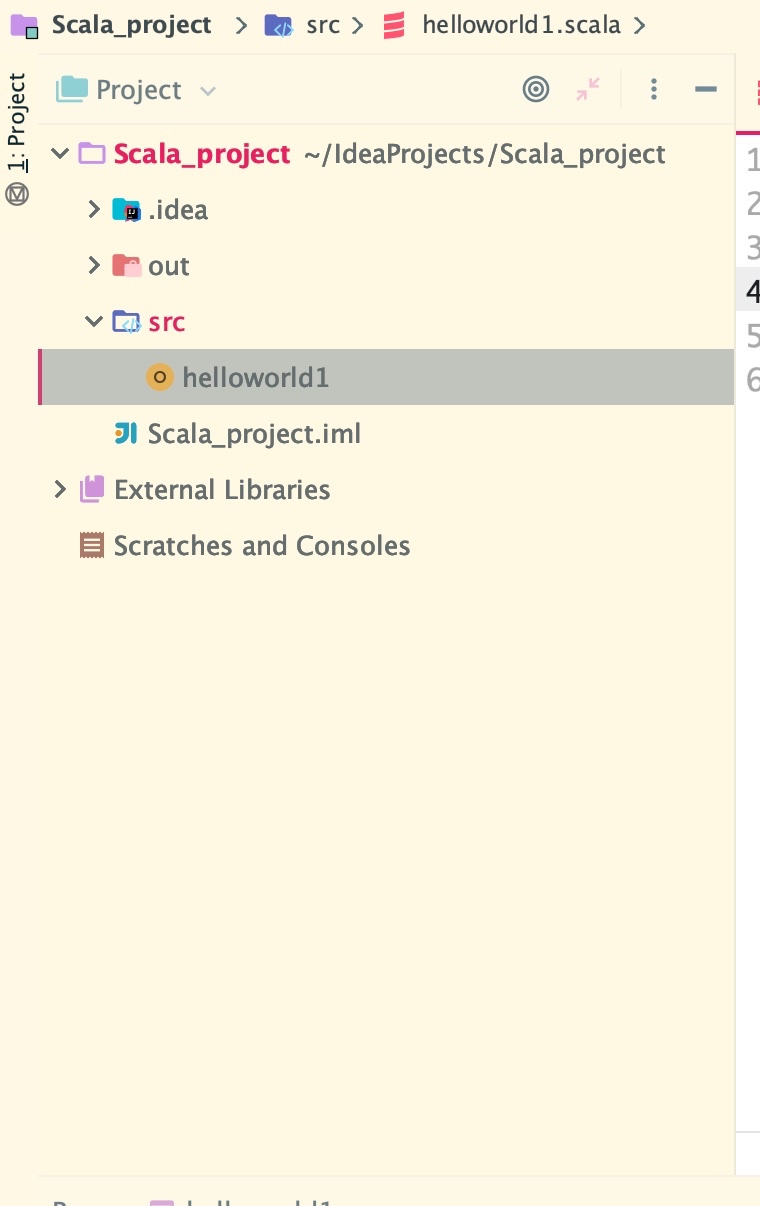 Scala_project > src > helloworld1.scala >
1: Project
Project
Scala_project ~/IdeaProjects/Scala_project
.idea
out
src
helloworld1
Scala_project.iml
External Libraries
Scratches and Consoles
1
2
3
4
5
6